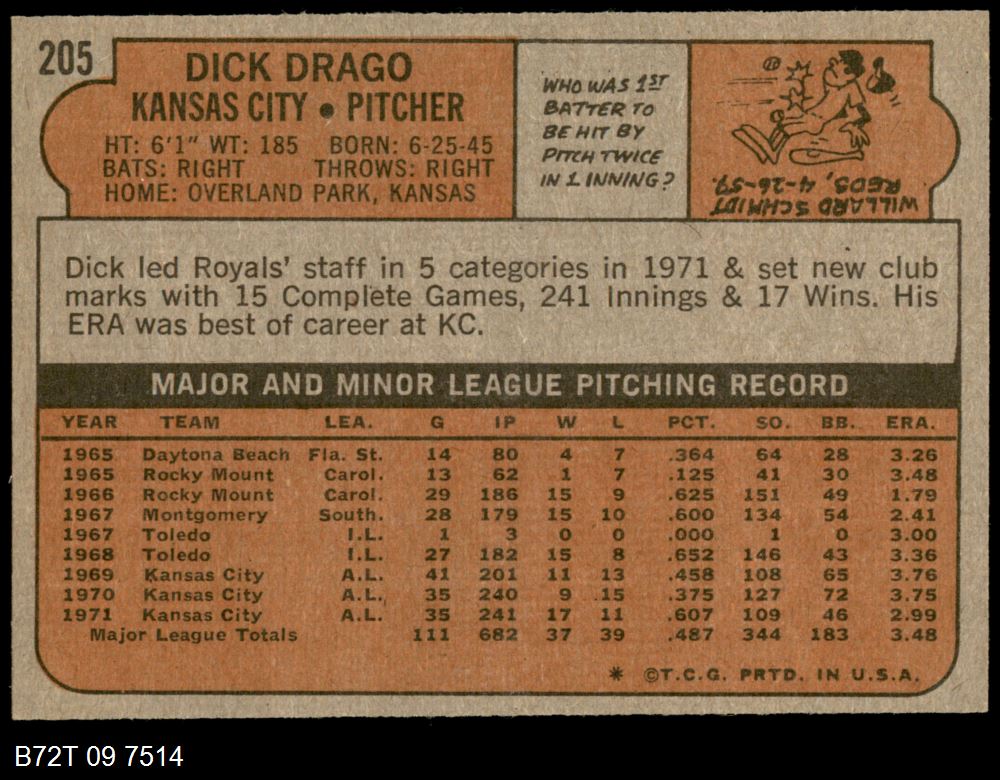 205
DICK DRAGO
KANSAS CITY • PITCHER
HT: 6'1" WT: 185 BORN: 6-25-45
BATS: RIGHT THROWS: RIGHT
HOME: OVERLAND PARK, KANSAS
WHO WAS 1ST
BATTER TO
BE HIT BY
PITCH TWICE
IN 1 INNING?
WILLARD SCHMIDT
REDS, 4-26-59.
Dick led Royals' staff in 5 categories in 1971 & set new club
marks with 15 Complete Games, 241 Innings & 17 Wins. His
ERA was best of career at KC.
MAJOR AND MINOR LEAGUE PITCHING RECORD
YEAR TEAM LEA. G IP W L PCT. SO. BB. ERA.
1965 Daytona Beach Fla. St. 14 80 4 7 .364 64 28 3.26
1965 Rocky Mount Carol. 13 62 1 7 .125 41 30 3.48
1966 Rocky Mount Carol. 29 186 15 9 .625 151 49 1.79
1967 Montgomery South. 28 179 15 10 .600 134 54 2.41
1967 Toledo I.L. 1 3 0 0 .000 1 0 3.00
1968 Toledo I.L. 27 182 15 8 .652 146 43 3.36
1969 Kansas City A.L. 41 201 11 13 .458 108 65 3.76
1970 Kansas City A.L. 35 240 9 15 .375 127 72 3.75
1971 Kansas City A.L. 35 241 17 11 .607 109 46 2.99
Major League Totals 111 682 37 39 .487 344 183 3.48
* ©T.C.G. PRTD. IN U.S.A.
B72T 09 7514